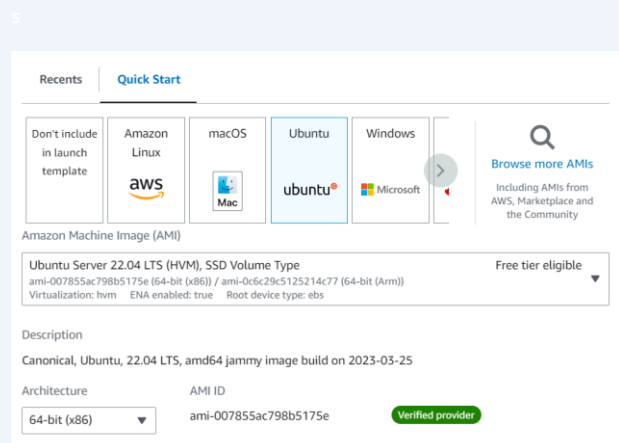 s
Recents
Quick Start
Don't include
in launch
template
Amazon
Linux
aws
macOS
Mac
Ubuntu
ubuntu
Windows
Microsoft
Browse more AMIs
Including AMIs from
AWS, Marketplace and
the Community
Amazon Machine Image (AMI)
Ubuntu Server 22.04 LTS (HVM), SSD Volume Type
Free tier eligible
ami-007855ac798b5175e (64-bit (x86)) / ami-0c6c29c5125214c77 (64-bit (Arm))
Virtualization: hvm ENA enabled: true Root device type: ebs
Description
Canonical, Ubuntu, 22.04 LTS, amd64 jammy image build on 2023-03-25
Architecture
AMI ID
64-bit (x86)
ami-007855ac798b5175e
Verified provider